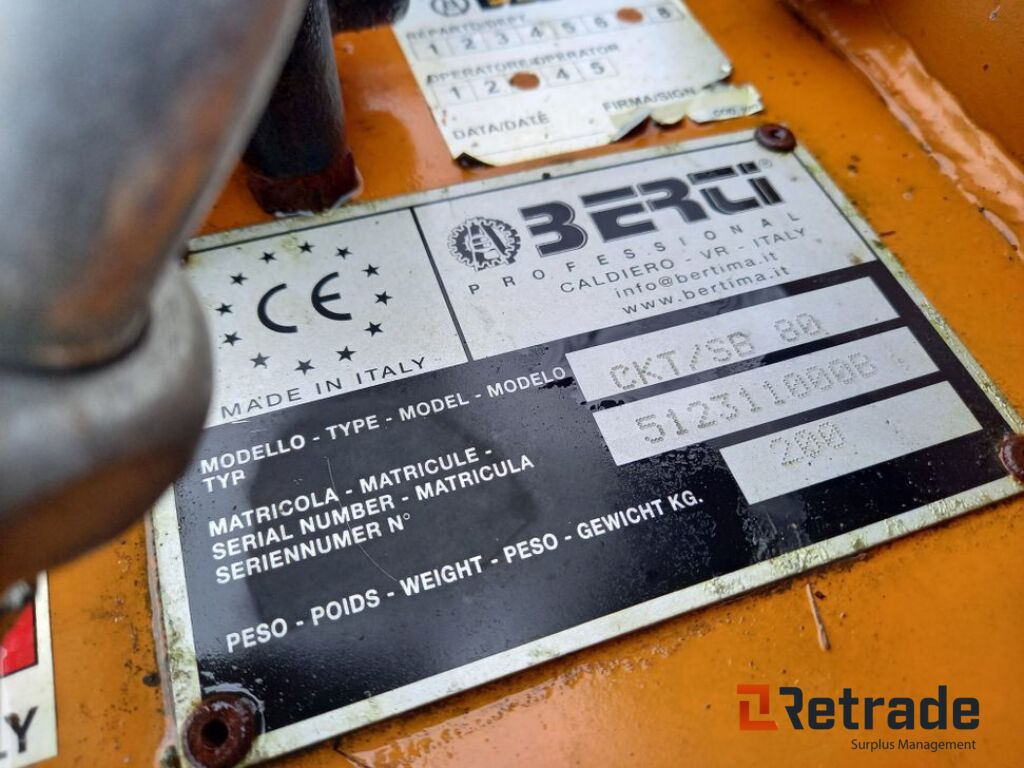 REPARTO/DEPT
1 2 3 4 5 6 8
OPERATORE/OPERATOR
1 2 4 5
FIRMA/SIGN
DATA/DATE
BERTI®
PROFESSIONAL
CALDIERO - VR - ITALY
info@bertima.it
www.bertima.it
CE
MADE IN ITALY
MODELLO - TYPE - MODEL - MODELO
TYP
CKT/SB 80
MATRICOLA - MATRICULE -
SERIAL NUMBER - MATRICULA
SERIENNUMER N°
512311000B
PESO - POIDS - WEIGHT - PESO - GEWICHT KG.
200
LY
Retrade
Surplus Management